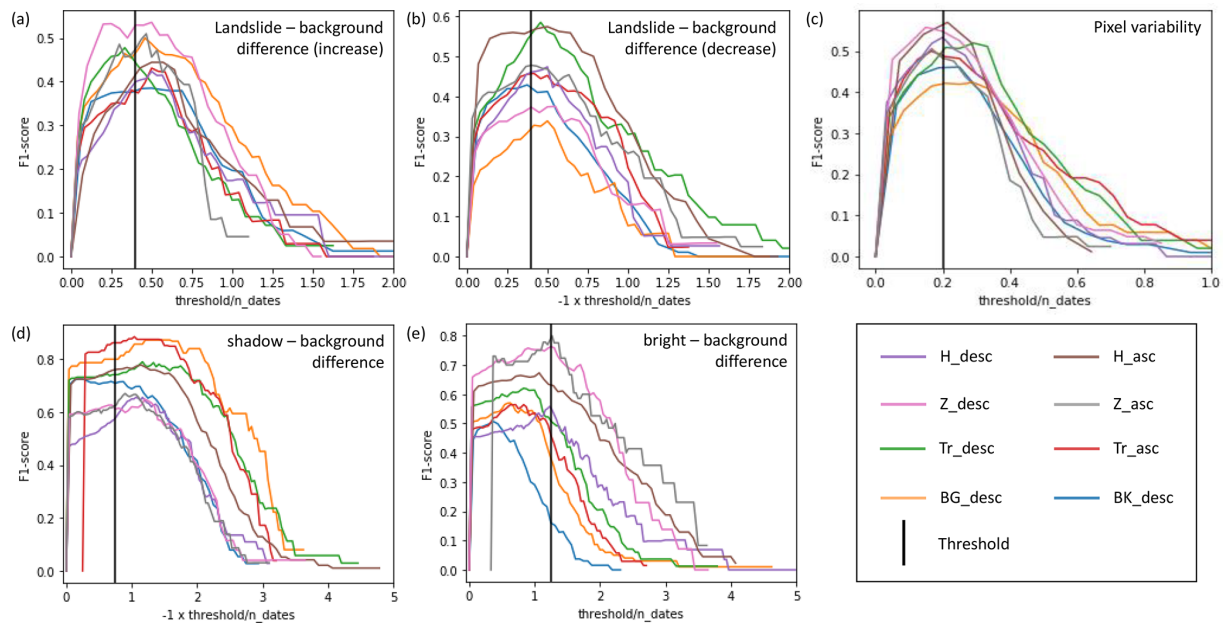 (a)
Landslide – background
difference (increase)
F1-score
0.5
0.4
0.3
0.2
0.1
0.0
0.00 0.25 0.50 0.75 1.00 1.25 1.50 1.75 2.00
threshold/n_dates
(b)
Landslide – background
difference (decrease)
F1-score
0.6
0.5
0.4
0.3
0.2
0.1
0.0
0.00 0.25 0.50 0.75 1.00 1.25 1.50 1.75 2.00
-1 x threshold/n_dates
(c)
Pixel variability
F1-score
0.5
0.4
0.3
0.2
0.1
0.0
0.0 0.2 0.4 0.6 0.8 1.0
threshold/n_dates
(d)
shadow – background
difference
F1-score
0.8
0.6
0.4
0.2
0.0
0 1 2 3 4 5
-1 x threshold/n_dates
(e)
bright – background
difference
F1-score
0.8
0.7
0.6
0.5
0.4
0.3
0.2
0.1
0.0
0 1 2 3 4 5
threshold/n_dates
H_desc H_asc
Z_desc Z_asc
Tr_desc Tr_asc
BG_desc BK_desc
Threshold